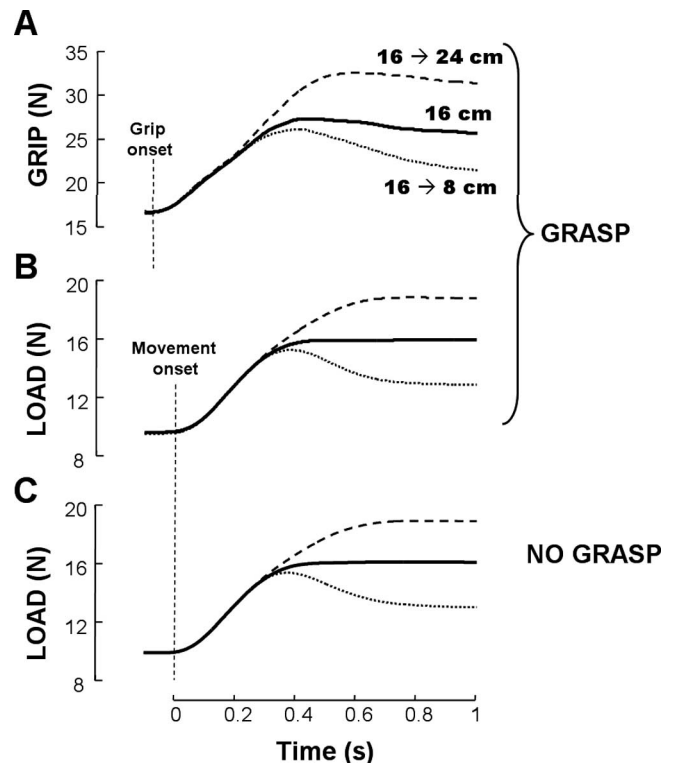 A
35
30
25
20
15
GRIP (N)
Grip
onset
16 → 24 cm
16 cm
16 → 8 cm
GRASP
B
20
16
12
8
LOAD (N)
Movement
onset
C
20
16
12
8
LOAD (N)
NO GRASP
0 0.2 0.4 0.6 0.8 1
Time (s)